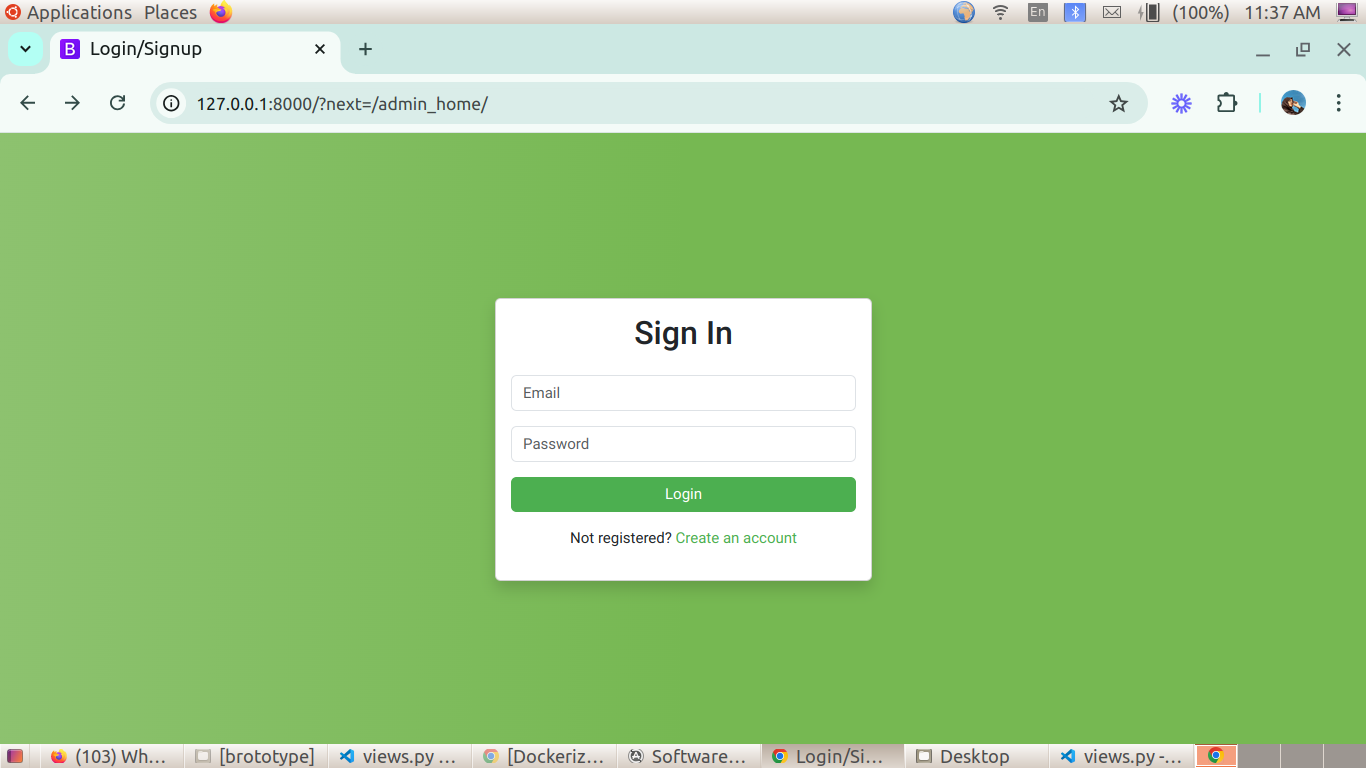 Applications Places En (100%) 11:37 AM
B Login/Signup
127.0.0.1:8000/?next=/admin_home/
Sign In
Email
Password
Login
Not registered? Create an account
(103) Wh... [brototype] views.py ... [Dockeriz... Software... Login/Si... Desktop views.py -...